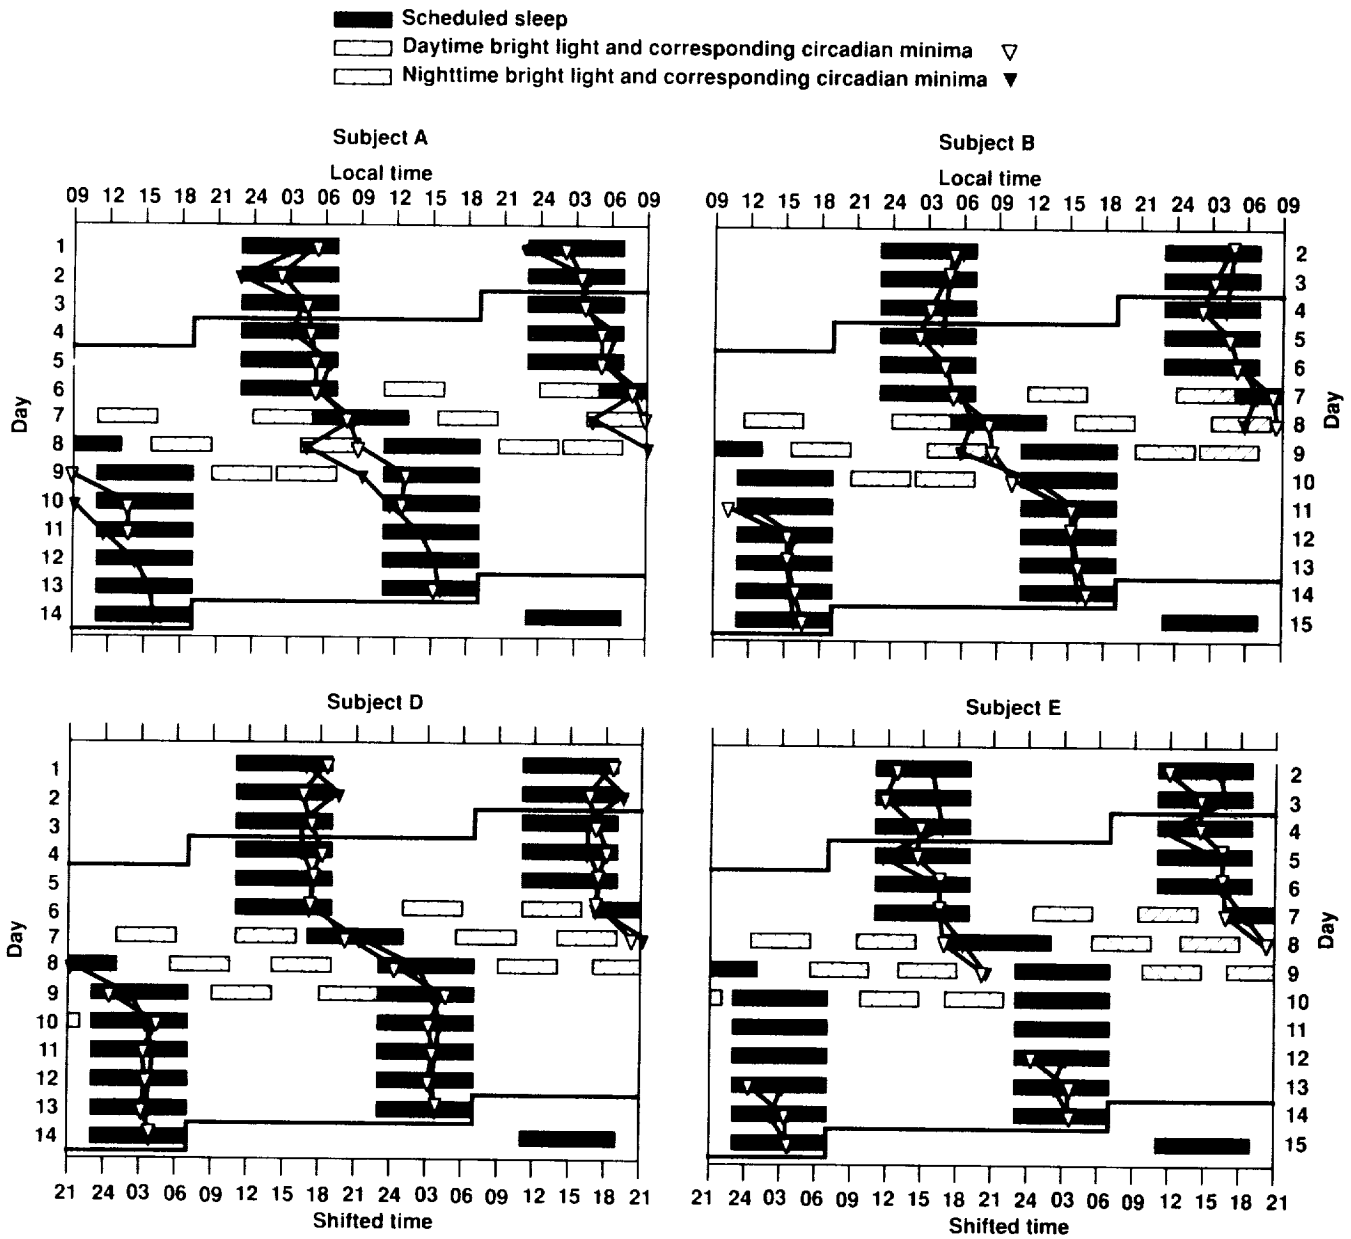 Scheduled sleep
Daytime bright light and corresponding circadian minima
Nighttime bright light and corresponding circadian minima
Subject A
Local time
09 12 15 18 21 24 03 06 09 12 15 18 21 24 03 06 09
Day
1
2
3
4
5
6
7
8
9
10
11
12
13
14
Subject B
Local time
09 12 15 18 21 24 03 06 09 12 15 18 21 24 03 06 09
2
3
4
5
6
7
8
9
10
11
12
13
14
15
Day
Subject D
Day
1
2
3
4
5
6
7
8
9
10
11
12
13
14
21 24 03 06 09 12 15 18 21 24 03 06 09 12 15 18 21
Shifted time
Subject E
2
3
4
5
6
7
8
9
10
11
12
13
14
15
Day
21 24 03 06 09 12 15 18 21 24 03 06 09 12 15 18 21
Shifted time